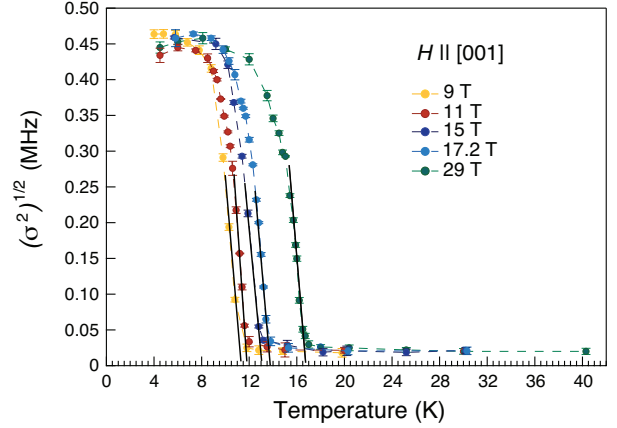 H || [001]
9 T
11 T
15 T
17.2 T
29 T
(σ²)^1/2 (MHz)
0.50
0.45
0.40
0.35
0.30
0.25
0.20
0.15
0.10
0.05
0
0 4 8 12 16 20 24 28 32 36 40
Temperature (K)